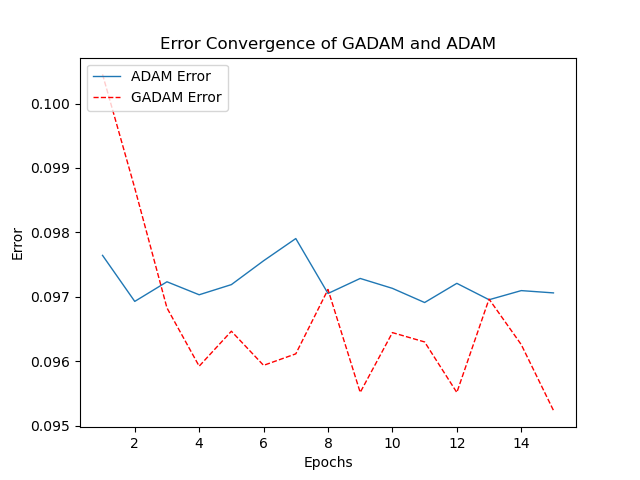 Error Convergence of GADAM and ADAM
ADAM Error
GADAM Error
0.100
0.099
0.098
0.097
0.096
0.095
Error
2 4 6 8 10 12 14
Epochs